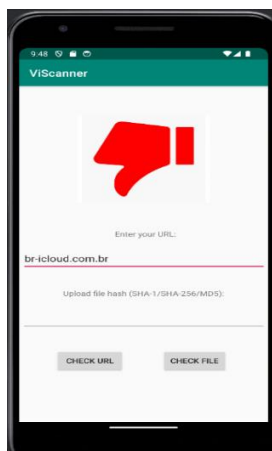 9:48
ViScanner
Enter your URL:
br-icloud.com.br
Upload file hash (SHA-1/SHA-256/MD5):
CHECK URL CHECK FILE